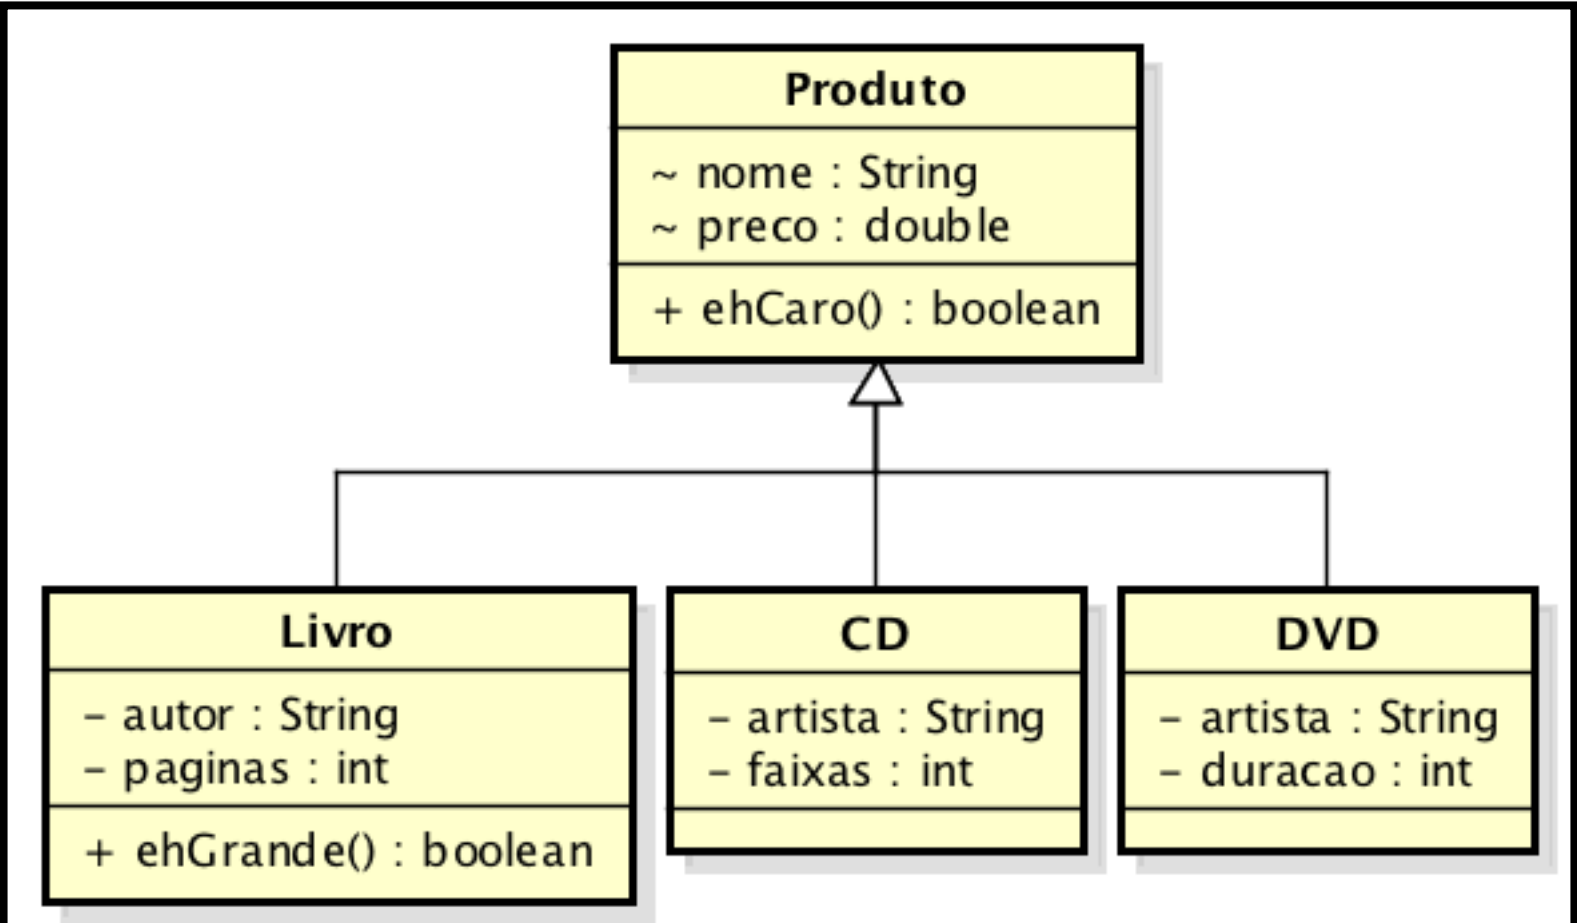 Produto
~ nome : String
~ preco : double
+ ehCaro() : boolean
Livro
- autor : String
- paginas : int
+ ehGrande() : boolean
CD
- artista : String
- faixas : int
DVD
- artista : String
- duracao : int